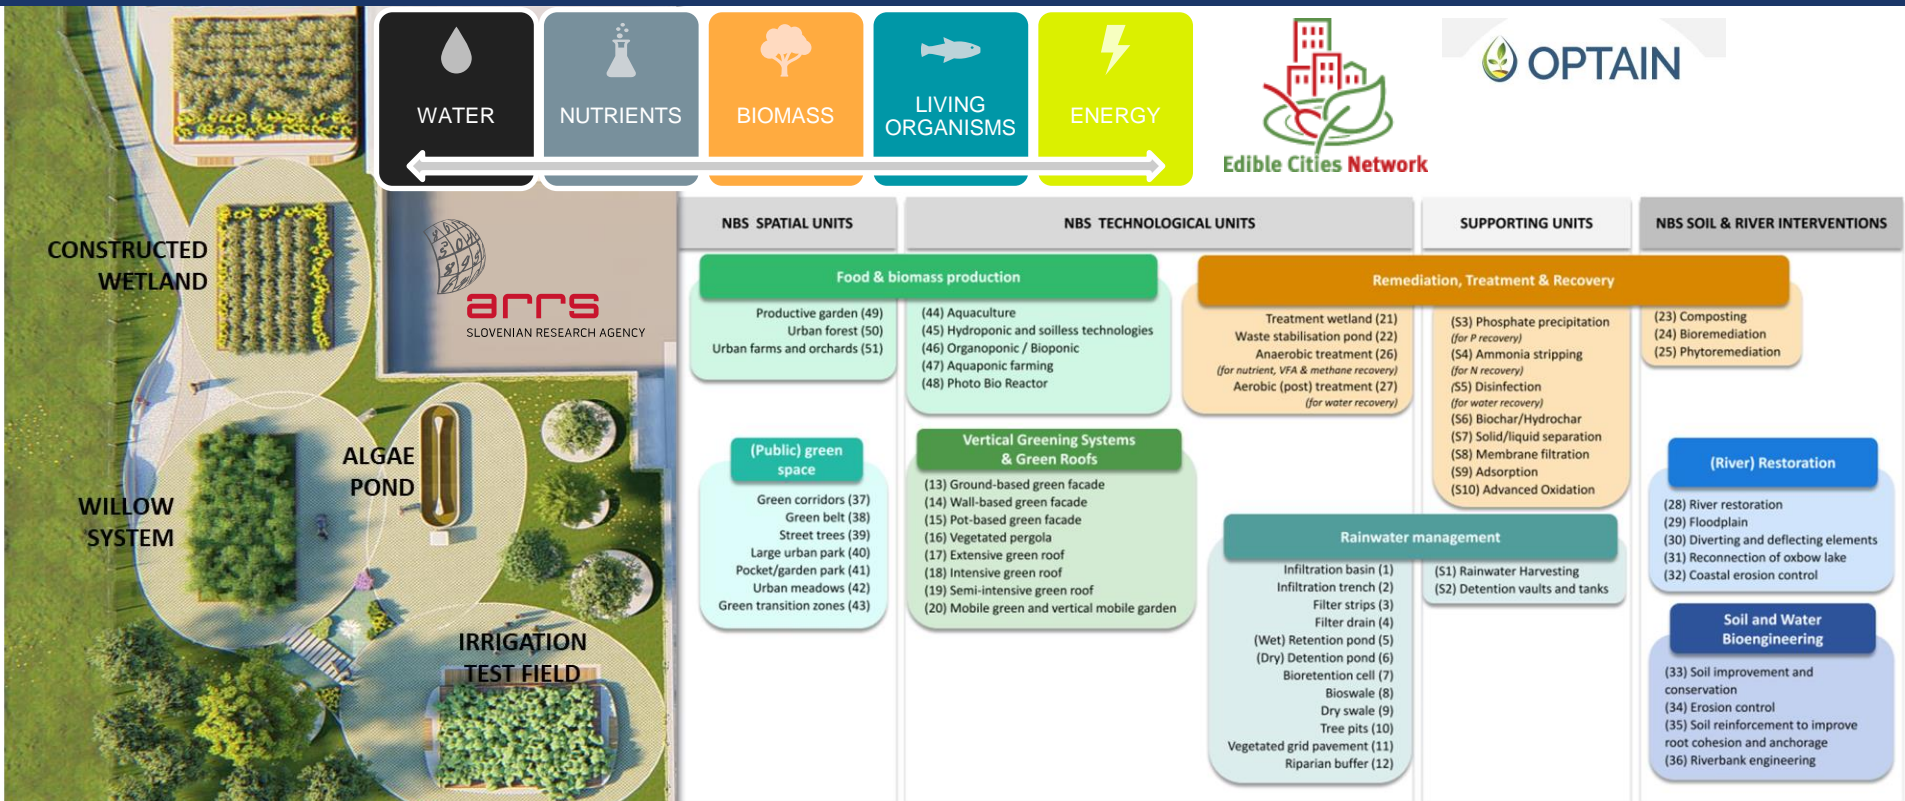 WATER
NUTRIENTS
BIOMASS
LIVING
ORGANISMS
ENERGY
Edible Cities Network
OPTAIN
CONSTRUCTED
WETLAND
arrs
SLOVENIAN RESEARCH AGENCY
ALGAE
POND
WILLOW
SYSTEM
IRRIGATION
TEST FIELD
NBS SPATIAL UNITS
NBS TECHNOLOGICAL UNITS
SUPPORTING UNITS
NBS SOIL & RIVER INTERVENTIONS
Food & biomass production
Productive garden (49)
Urban forest (50)
Urban farms and orchards (51)
(44) Aquaculture
(45) Hydroponic and soilless technologies
(46) Organoponic / Bioponic
(47) Aquaponic farming
(48) Photo Bio Reactor
Remediation, Treatment & Recovery
Treatment wetland (21)
Waste stabilisation pond (22)
Anaerobic treatment (26)
(for nutrient, VFA & methane recovery)
Aerobic (post) treatment (27)
(for water recovery)
(S3) Phosphate precipitation
(for P recovery)
(S4) Ammonia stripping
(for N recovery)
(S5) Disinfection
(for water recovery)
(S6) Biochar/Hydrochar
(S7) Solid/liquid separation
(S8) Membrane filtration
(S9) Adsorption
(S10) Advanced Oxidation
(23) Composting
(24) Bioremediation
(25) Phytoremediation
(Public) green
space
Green corridors (37)
Green belt (38)
Street trees (39)
Large urban park (40)
Pocket/garden park (41)
Urban meadows (42)
Green transition zones (43)
Vertical Greening Systems
& Green Roofs
(13) Ground-based green facade
(14) Wall-based green facade
(15) Pot-based green facade
(16) Vegetated pergola
(17) Extensive green roof
(18) Intensive green roof
(19) Semi-intensive green roof
(20) Mobile green and vertical mobile garden
Rainwater management
Infiltration basin (1)
Infiltration trench (2)
Filter strips (3)
Filter drain (4)
(Wet) Retention pond (5)
(Dry) Detention pond (6)
Bioretention cell (7)
Bioswale (8)
Dry swale (9)
Tree pits (10)
Vegetated grid pavement (11)
Riparian buffer (12)
(S1) Rainwater Harvesting
(S2) Detention vaults and tanks
(River) Restoration
(28) River restoration
(29) Floodplain
(30) Diverting and deflecting elements
(31) Reconnection of oxbow lake
(32) Coastal erosion control
Soil and Water
Bioengineering
(33) Soil improvement and
conservation
(34) Erosion control
(35) Soil reinforcement to improve
root cohesion and anchorage
(36) Riverbank engineering